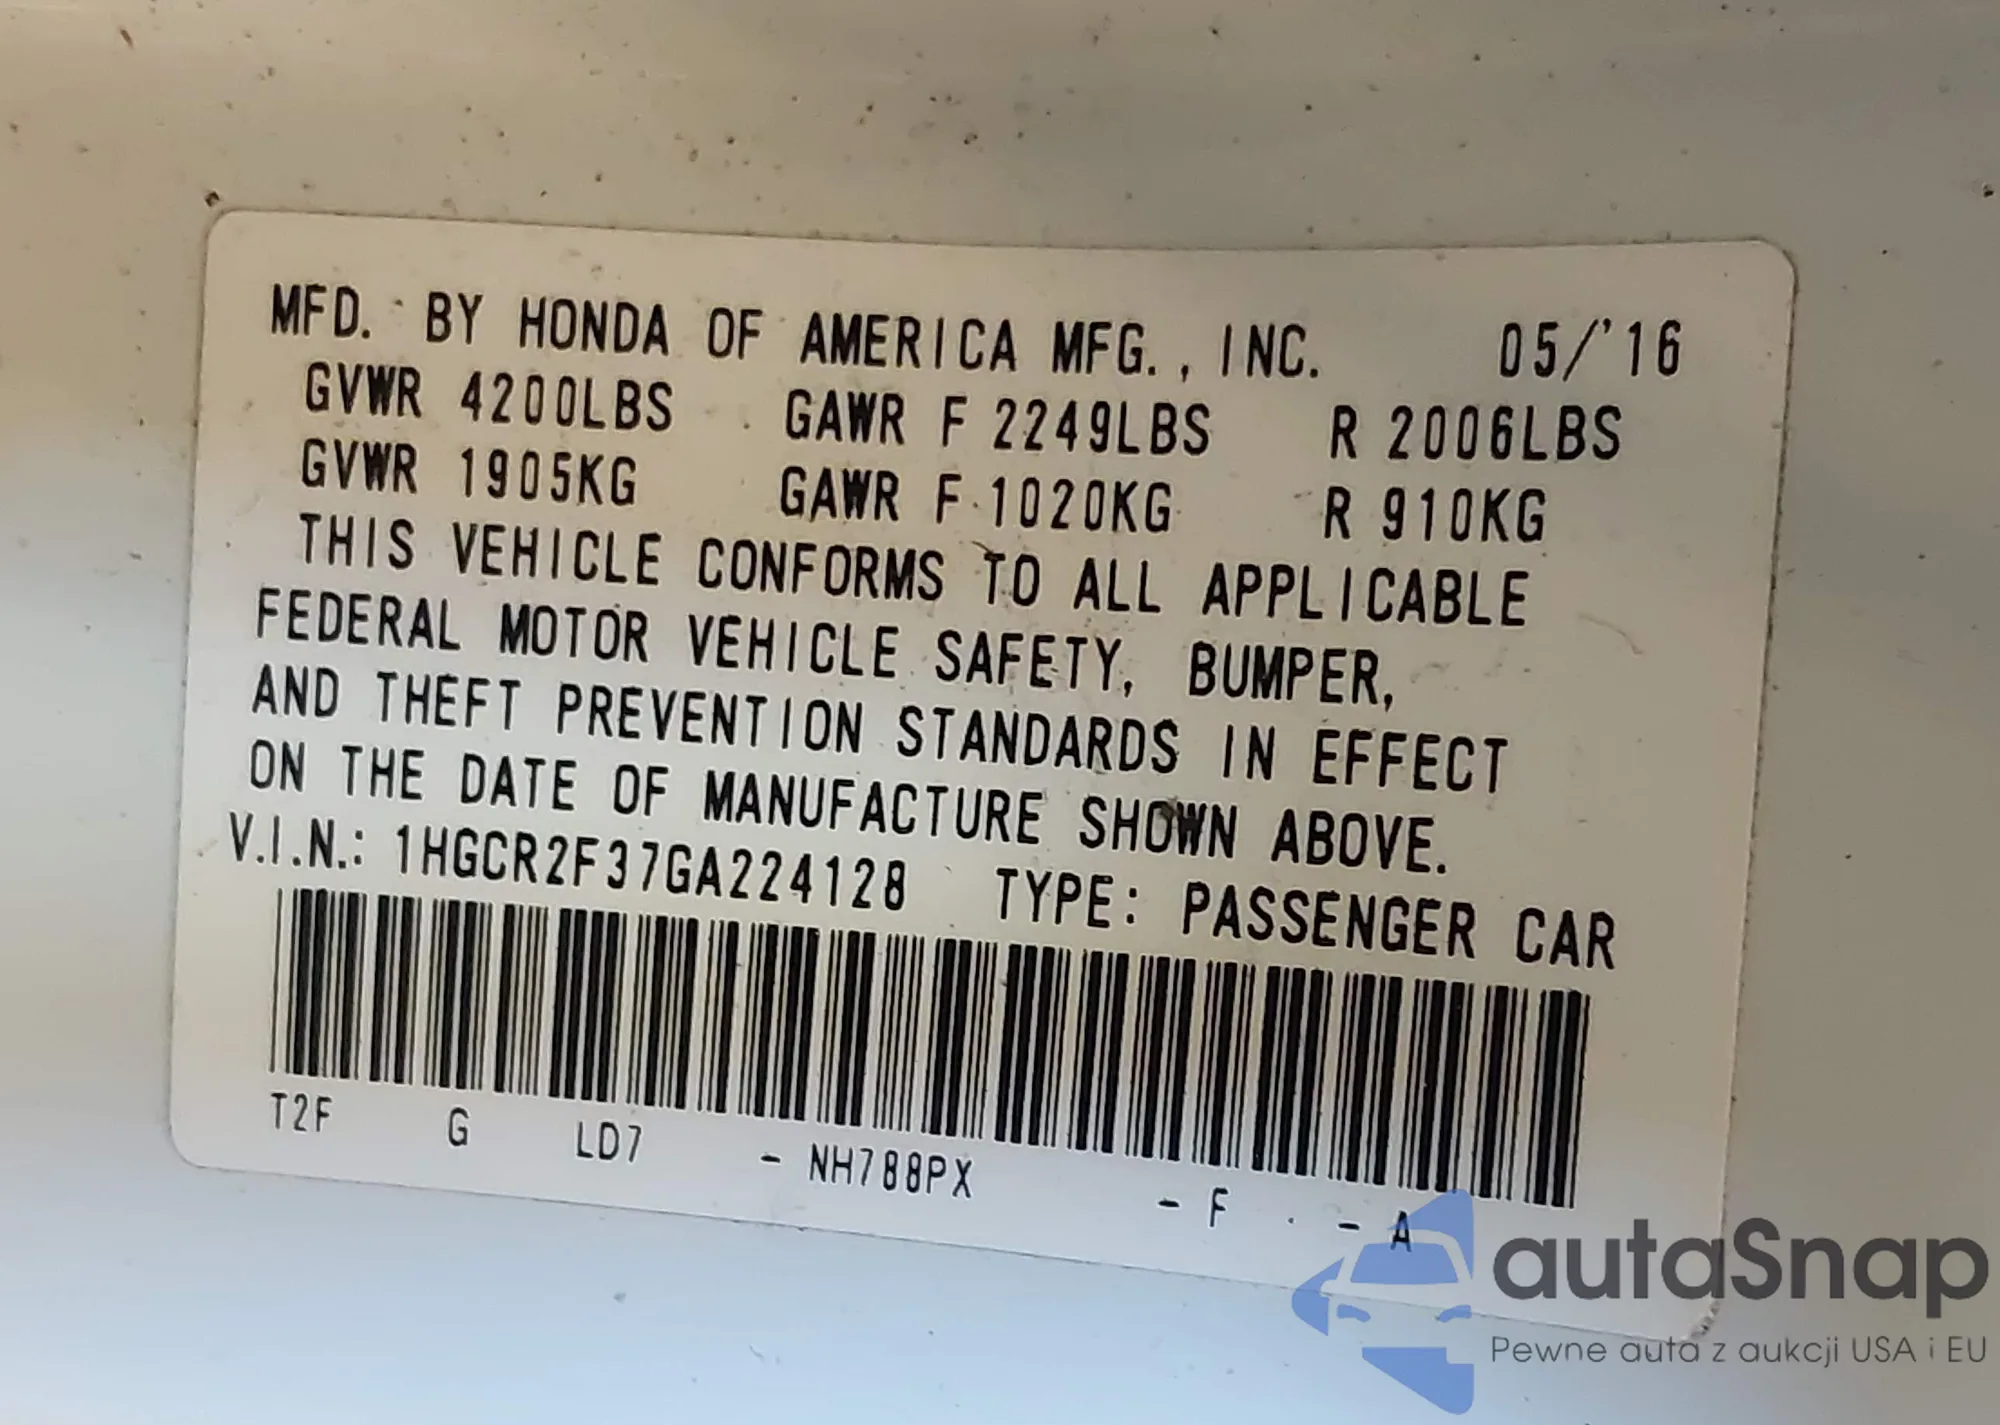 MFD. BY HONDA OF AMERICA MFG., INC. 05/'16
GVWR 4200LBS GAWR F 2249LBS R 2006LBS
GVWR 1905KG GAWR F 1020KG R 910KG
THIS VEHICLE CONFORMS TO ALL APPLICABLE
FEDERAL MOTOR VEHICLE SAFETY, BUMPER,
AND THEFT PREVENTION STANDARDS IN EFFECT
ON THE DATE OF MANUFACTURE SHOWN ABOVE.
V.I.N.: 1HGCR2F37GA224128 TYPE: PASSENGER CAR
T2F G LD7 - NH788PX - F - A
autaSnap
Pewne auta z aukcji USA i EU